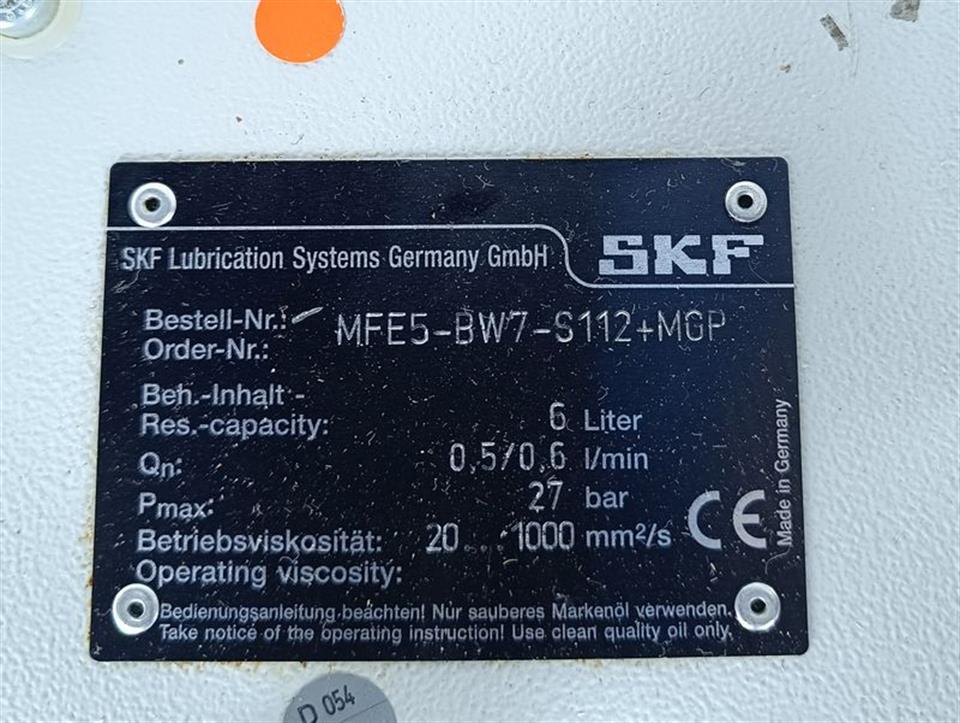 SKF Lubrication Systems Germany GmbH
SKF
Bestell-Nr.:
Order-Nr.:
MFE5-BW7-S112+MGP
Beh.-Inhalt -
Res.-capacity:
6 Liter
Qn: 0,5/0,6 l/min
Pmax: 27 bar
Betriebsviskosität: 20...1000 mm²/s
Operating viscosity:
CE
Made in Germany
Bedienungsanleitung beachten! Nur sauberes Markenöl verwenden.
Take notice of the operating instruction! Use clean quality oil only.
D 054